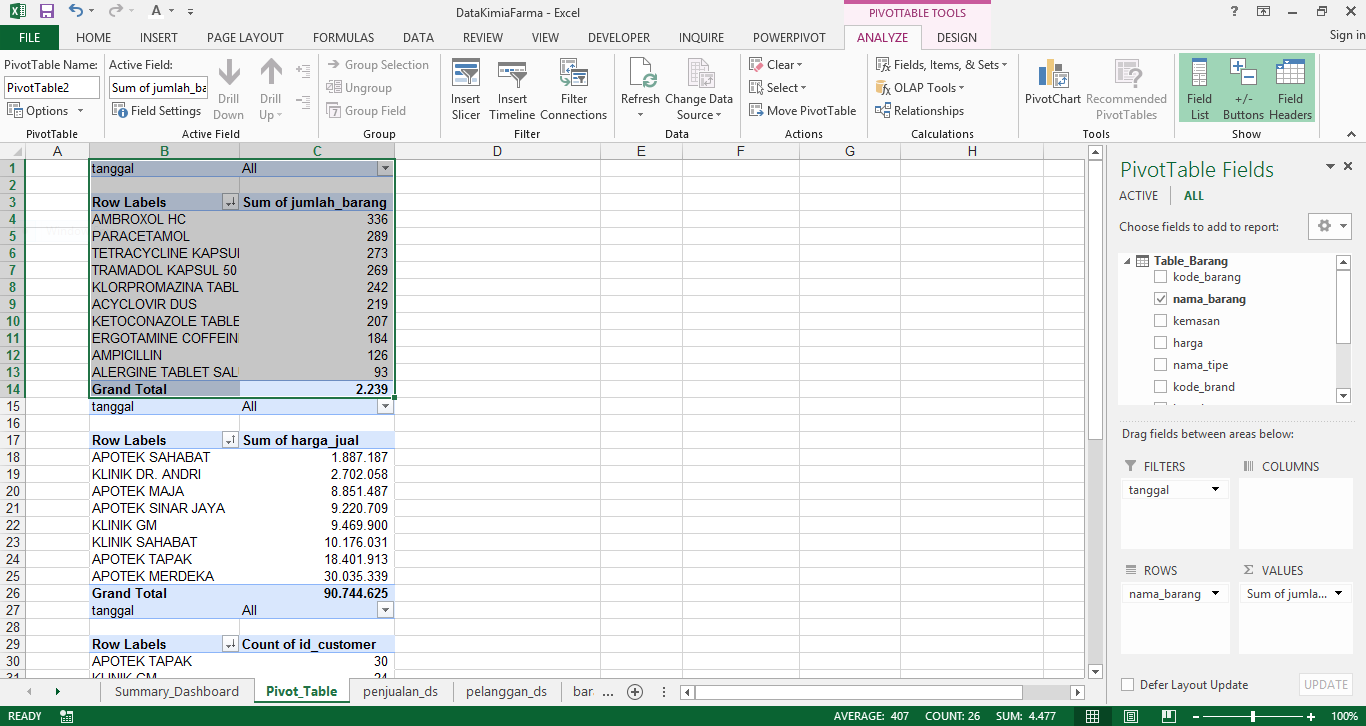 DataKimiaFarma - Excel
PIVOTTABLE TOOLS
?
FILE HOME INSERT PAGE LAYOUT FORMULAS DATA REVIEW VIEW DEVELOPER INQUIRE POWERPIVOT ANALYZE DESIGN Sign in
PivotTable Name:
PivotTable2
Options
PivotTable
Active Field:
Sum of jumlah_ba
Field Settings
Drill Down
Drill Up
Active Field
Group Selection
Ungroup
Group Field
Group
Insert Slicer
Insert Timeline
Filter Connections
Filter
Refresh
Change Data Source
Data
Clear
Select
Move PivotTable
Actions
Fields, Items, & Sets
OLAP Tools
Relationships
Calculations
PivotChart
Recommended PivotTables
Tools
Field List
+/- Buttons
Field Headers
Show
A B C D E F G H
1 tanggal All
2
3 Row Labels Sum of jumlah_barang
4 AMBROXOL HC 336
5 PARACETAMOL 289
6 TETRACYCLINE KAPSUI 273
7 TRAMADOL KAPSUL 50 269
8 KLORPROMAZINA TABL 242
9 ACYCLOVIR DUS 219
10 KETOCONAZOLE TABLE 207
11 ERGOTAMINE COFFEIN 184
12 AMPICILLIN 126
13 ALERGINE TABLET SAL 93
14 Grand Total 2.239
15 tanggal All
16
17 Row Labels Sum of harga_jual
18 APOTEK SAHABAT 1.887.187
19 KLINIK DR. ANDRI 2.702.058
20 APOTEK MAJA 8.851.487
21 APOTEK SINAR JAYA 9.220.709
22 KLINIK GM 9.469.900
23 KLINIK SAHABAT 10.176.031
24 APOTEK TAPAK 18.401.913
25 APOTEK MERDEKA 30.035.339
26 Grand Total 90.744.625
27 tanggal All
28
29 Row Labels Count of id_customer
30 APOTEK TAPAK 30
31 KLINIK GM 24
PivotTable Fields
ACTIVE ALL
Choose fields to add to report:
Table_Barang
kode_barang
nama_barang
kemasan
harga
nama_tipe
kode_brand
Drag fields between areas below:
FILTERS
tanggal
COLUMNS
ROWS
nama_barang
Σ VALUES
Sum of jumla...
Defer Layout Update UPDATE
Summary_Dashboard Pivot_Table penjualan_ds pelanggan_ds bar ...
READY AVERAGE: 407 COUNT: 26 SUM: 4.477 100%